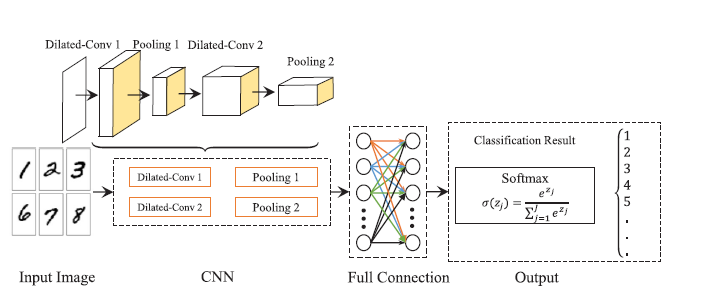 Dilated-Conv 1 Pooling 1 Dilated-Conv 2
Pooling 2
1 2 3
6 7 8
Dilated-Conv 1 Pooling 1
Dilated-Conv 2 Pooling 2
Classification Result
Softmax
σ(z_j) = e^{z_j} / Σ_{j=1}^{J} e^{z_j}
1
2
3
4
5
.
.
.
Input Image CNN Full Connection Output